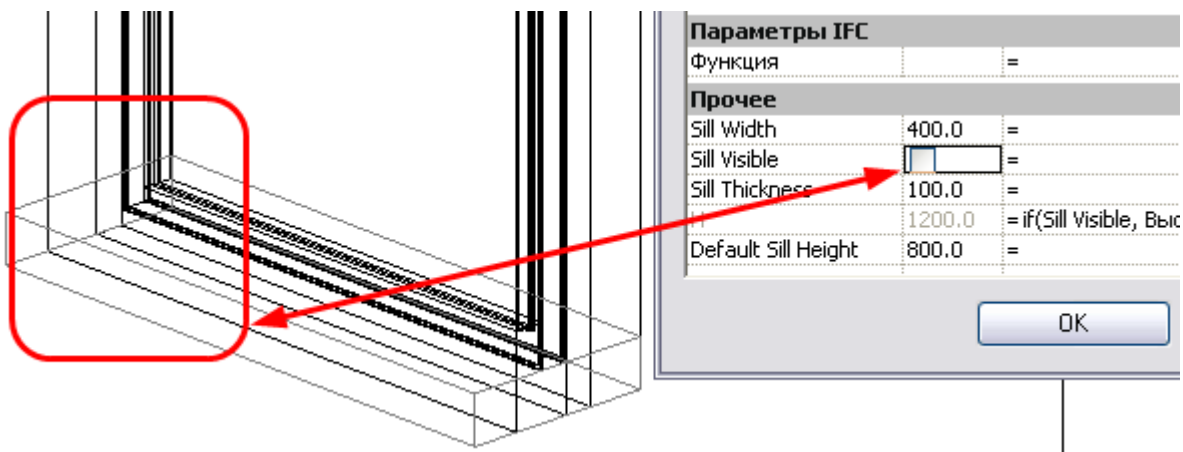 Параметры IFC
Функция =
Прочее
Sill Width 400.0 =
Sill Visible =
Sill Thickness 100.0 =
H 1200.0 =if(Sill Visible, Выс
Default Sill Height 800.0 =
OK